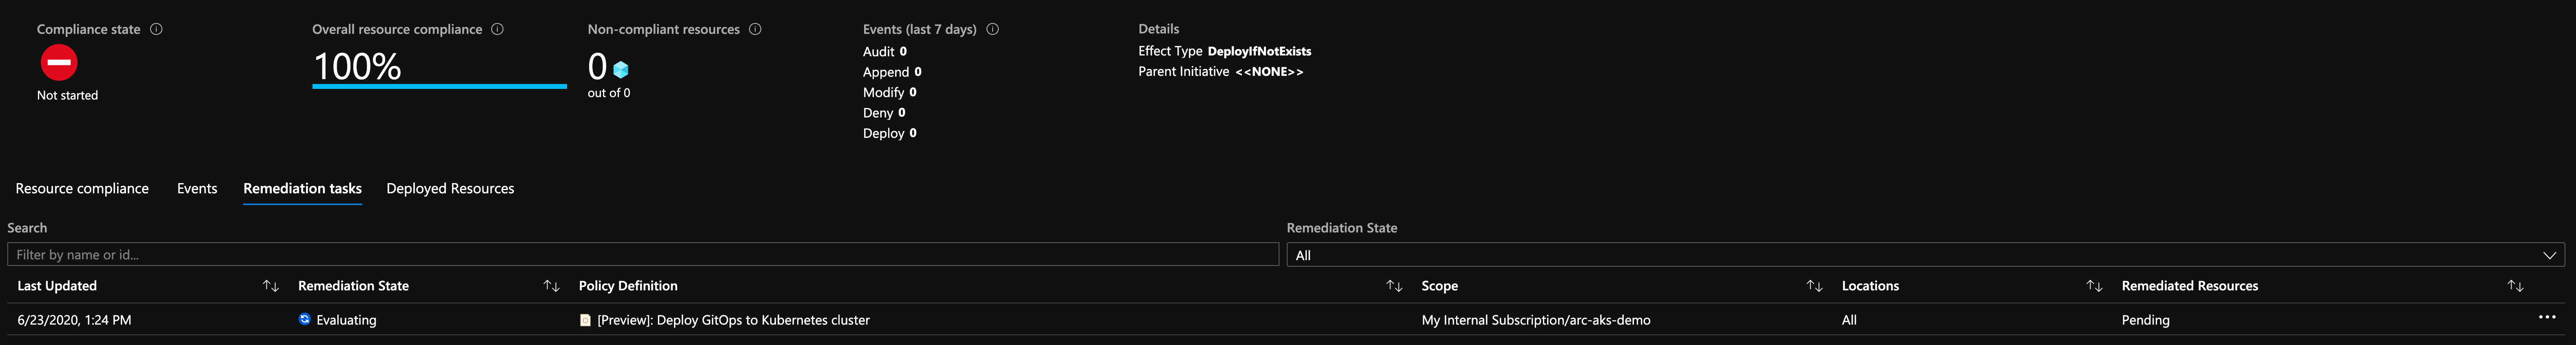 Compliance state
Not started
Overall resource compliance
100%
Non-compliant resources
0
out of 0
Events (last 7 days)
Audit 0
Append 0
Modify 0
Deny 0
Deploy 0
Details
Effect Type DeployIfNotExists
Parent Initiative <<NONE>>
Resource compliance Events Remediation tasks Deployed Resources
Search
Filter by name or id...
Remediation State
All
Last Updated Remediation State Policy Definition Scope Locations Remediated Resources
6/23/2020, 1:24 PM Evaluating [Preview]: Deploy GitOps to Kubernetes cluster My Internal Subscription/arc-aks-demo All Pending